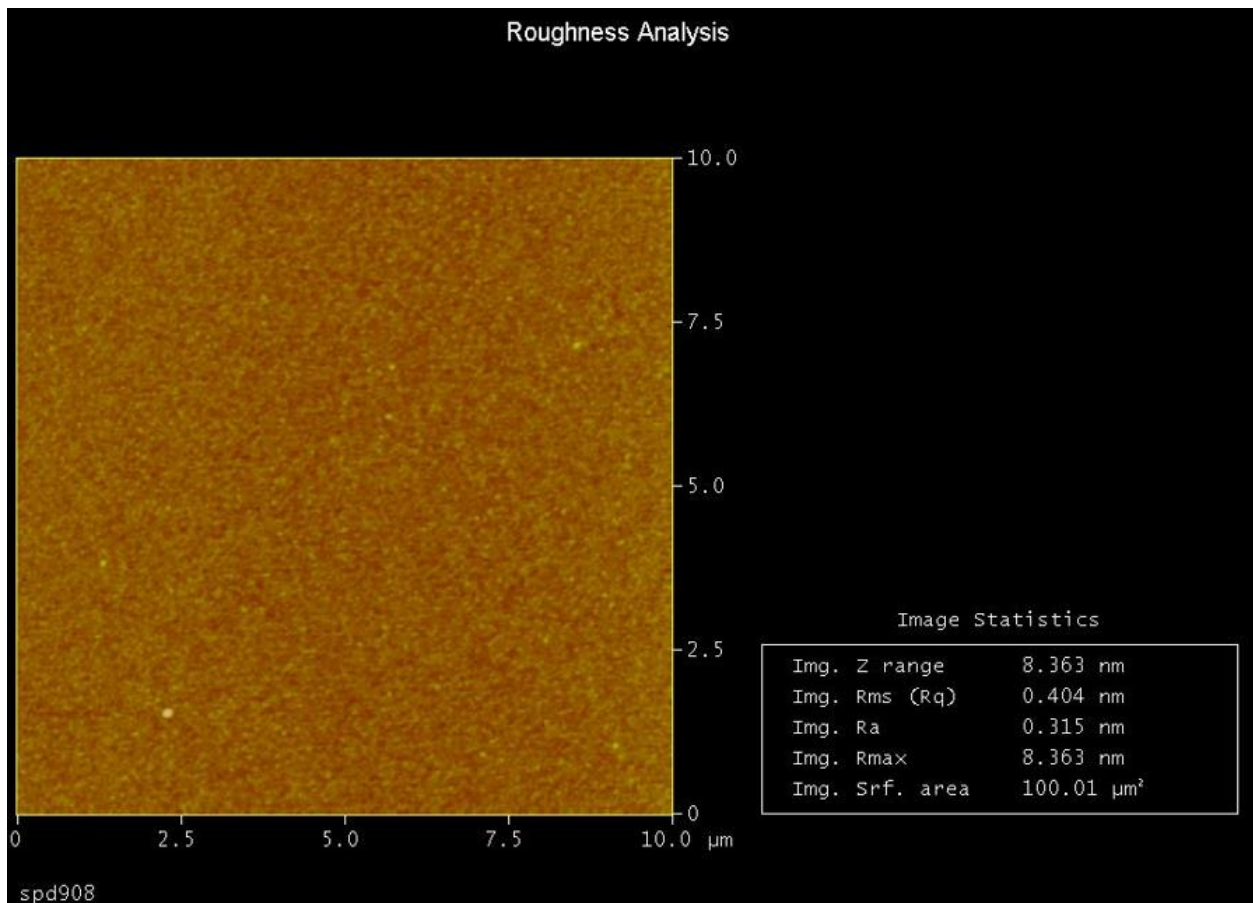 Roughness Analysis
10.0
7.5
5.0
2.5
0
0 2.5 5.0 7.5 10.0 µm
Image Statistics
Img. Z range 8.363 nm
Img. Rms (Rq) 0.404 nm
Img. Ra 0.315 nm
Img. Rmax 8.363 nm
Img. Srf. area 100.01 µm²
spd908